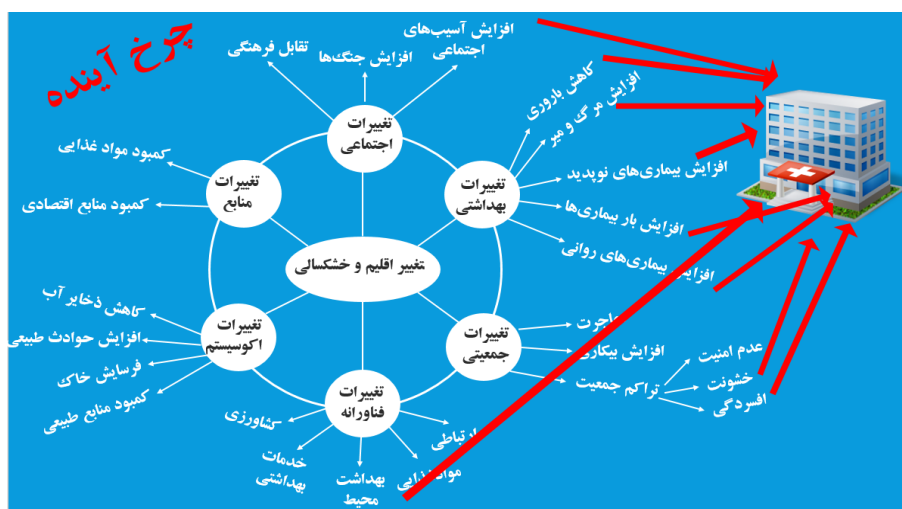 چرخ آینده
افزایش آسیب‌های
اجتماعی
افزایش جنگ‌ها
تقابل فرهنگی
تغییرات
اجتماعی
کاهش باروری
افزایش مرگ و میر
افزایش بیماری‌های نوپدید
افزایش بار بیماری‌ها
افزایش بیماری‌های روانی
تغییرات
بهداشتی
کمبود مواد غذایی
کمبود منابع اقتصادی
تغییرات
منابع
تغییر اقلیم و خشکسالی
کاهش ذخایر آب
افزایش حوادث طبیعی
فرسایش خاک
کمبود منابع طبیعی
تغییرات
اکوسیستم
تغییرات
جمعیتی
افزایش بیکاری
تراکم جمعیت
عدم امنیت
خشونت
افسردگی
تغییرات
فناورانه
کشاورزی
خدمات
بهداشتی
بهداشت
محیط